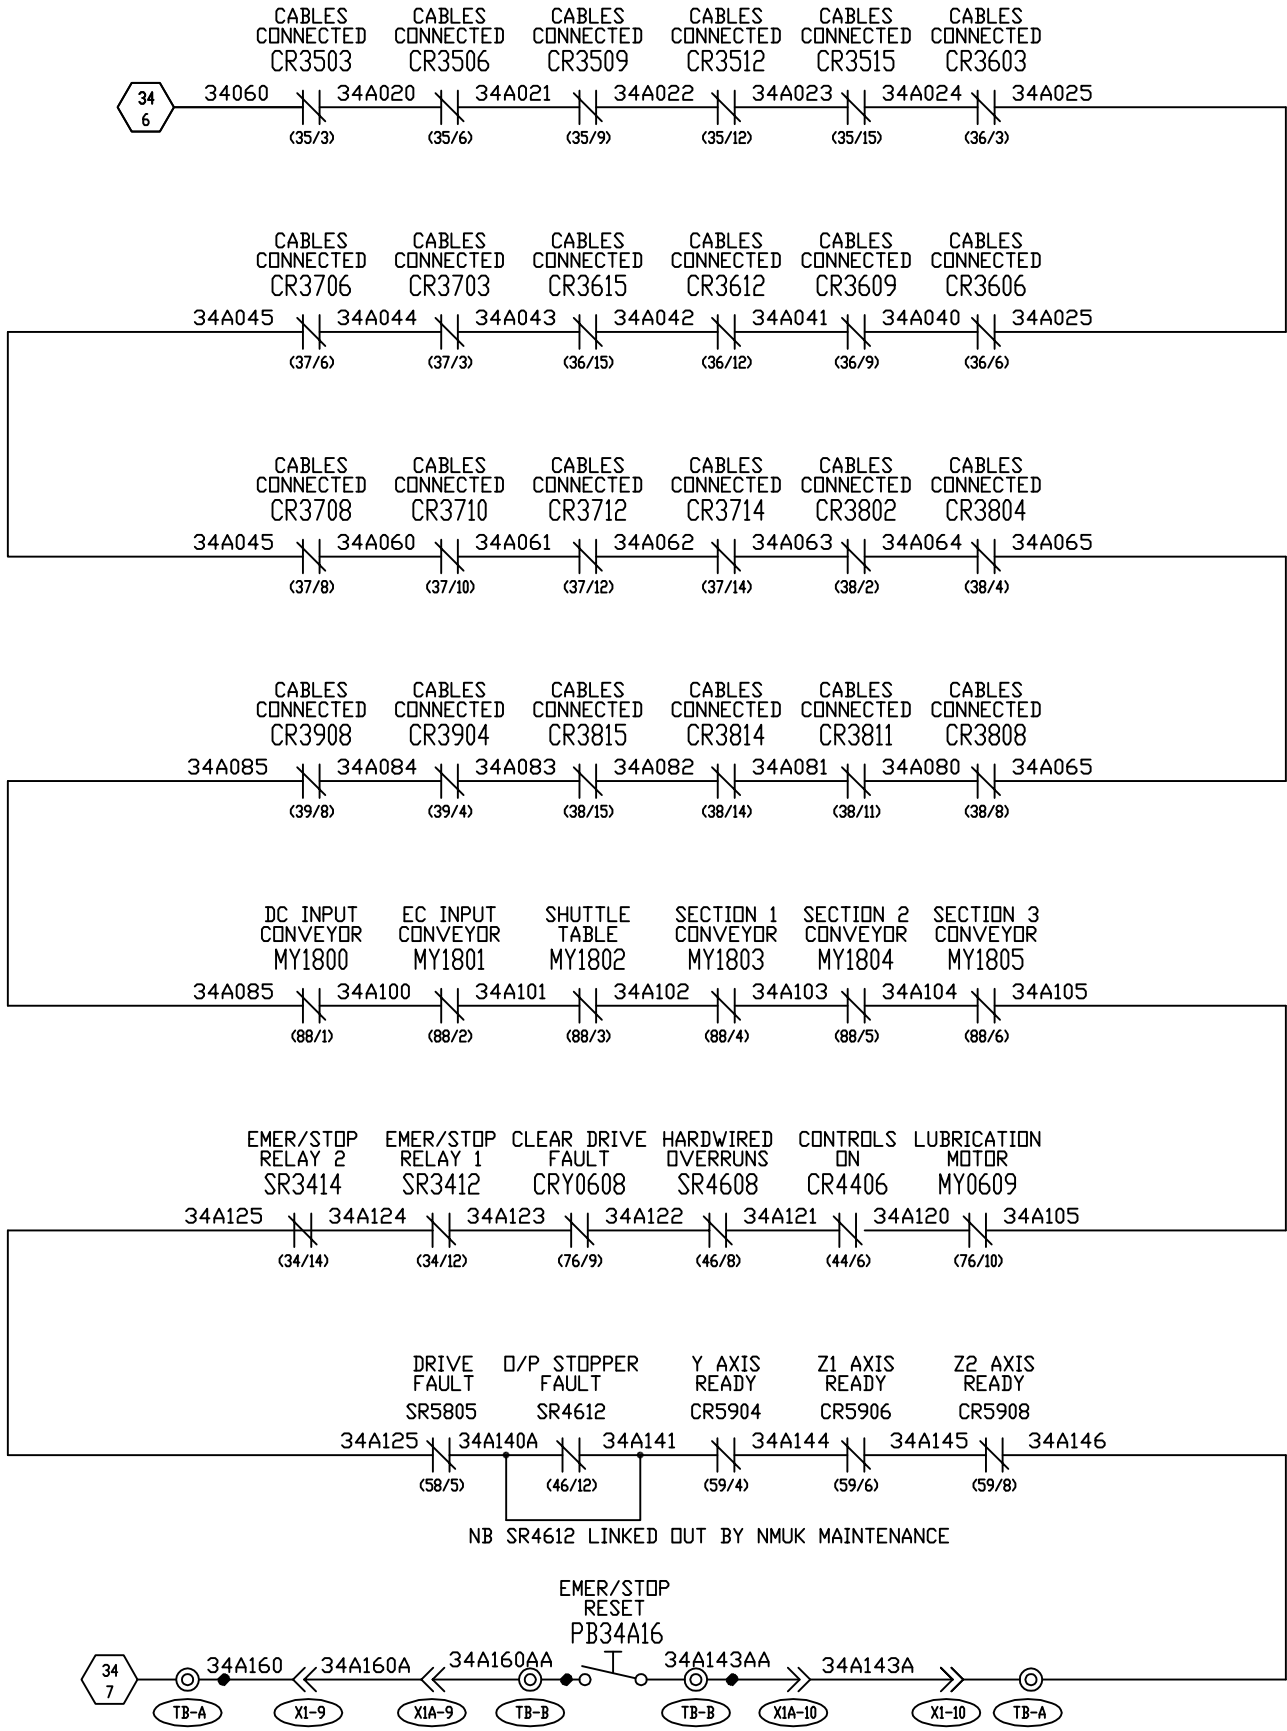 CABLES CABLES CABLES CABLES CABLES CABLES
CONNECTED CONNECTED CONNECTED CONNECTED CONNECTED CONNECTED
CR3503 CR3506 CR3509 CR3512 CR3515 CR3603
34 6
34060 34A020 34A021 34A022 34A023 34A024 34A025
(35/3) (35/6) (35/9) (35/12) (35/15) (36/3)
CABLES CABLES CABLES CABLES CABLES CABLES
CONNECTED CONNECTED CONNECTED CONNECTED CONNECTED CONNECTED
CR3706 CR3703 CR3615 CR3612 CR3609 CR3606
34A045 34A044 34A043 34A042 34A041 34A040 34A025
(37/6) (37/3) (36/15) (36/12) (36/9) (36/6)
CABLES CABLES CABLES CABLES CABLES CABLES
CONNECTED CONNECTED CONNECTED CONNECTED CONNECTED CONNECTED
CR3708 CR3710 CR3712 CR3714 CR3802 CR3804
34A045 34A060 34A061 34A062 34A063 34A064 34A065
(37/8) (37/10) (37/12) (37/14) (38/2) (38/4)
CABLES CABLES CABLES CABLES CABLES CABLES
CONNECTED CONNECTED CONNECTED CONNECTED CONNECTED CONNECTED
CR3908 CR3904 CR3815 CR3814 CR3811 CR3808
34A085 34A084 34A083 34A082 34A081 34A080 34A065
(39/8) (39/4) (38/15) (38/14) (38/11) (38/8)
DC INPUT EC INPUT SHUTTLE SECTION 1 SECTION 2 SECTION 3
CONVEYOR CONVEYOR TABLE CONVEYOR CONVEYOR CONVEYOR
MY1800 MY1801 MY1802 MY1803 MY1804 MY1805
34A085 34A100 34A101 34A102 34A103 34A104 34A105
(88/1) (88/2) (88/3) (88/4) (88/5) (88/6)
EMER/STOP EMER/STOP CLEAR DRIVE HARDWIRED CONTROLS LUBRICATION
RELAY 2 RELAY 1 FAULT OVERRUNS ON MOTOR
SR3414 SR3412 CRY0608 SR4608 CR4406 MY0609
34A125 34A124 34A123 34A122 34A121 34A120 34A105
(34/14) (34/12) (76/9) (46/8) (44/6) (76/10)
DRIVE O/P STOPPER Y AXIS Z1 AXIS Z2 AXIS
FAULT FAULT READY READY READY
SR5805 SR4612 CR5904 CR5906 CR5908
34A125 34A140A 34A141 34A144 34A145 34A146
(58/5) (46/12) (59/4) (59/6) (59/8)
NB SR4612 LINKED OUT BY NMUK MAINTENANCE
EMER/STOP
RESET
PB34A16
34 7
34A160 34A160A 34A160AA 34A143AA 34A143A
TB-A X1-9 X1A-9 TB-B TB-B X1A-10 X1-10 TB-A